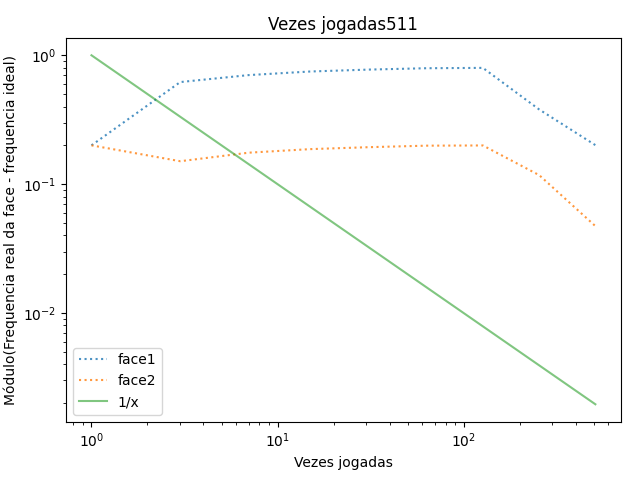 Vezes jogadas511
Módulo(Frequencia real da face - frequencia ideal)
10⁰
10⁻¹
10⁻²
face1
face2
1/x
10⁰ 10¹ 10²
Vezes jogadas